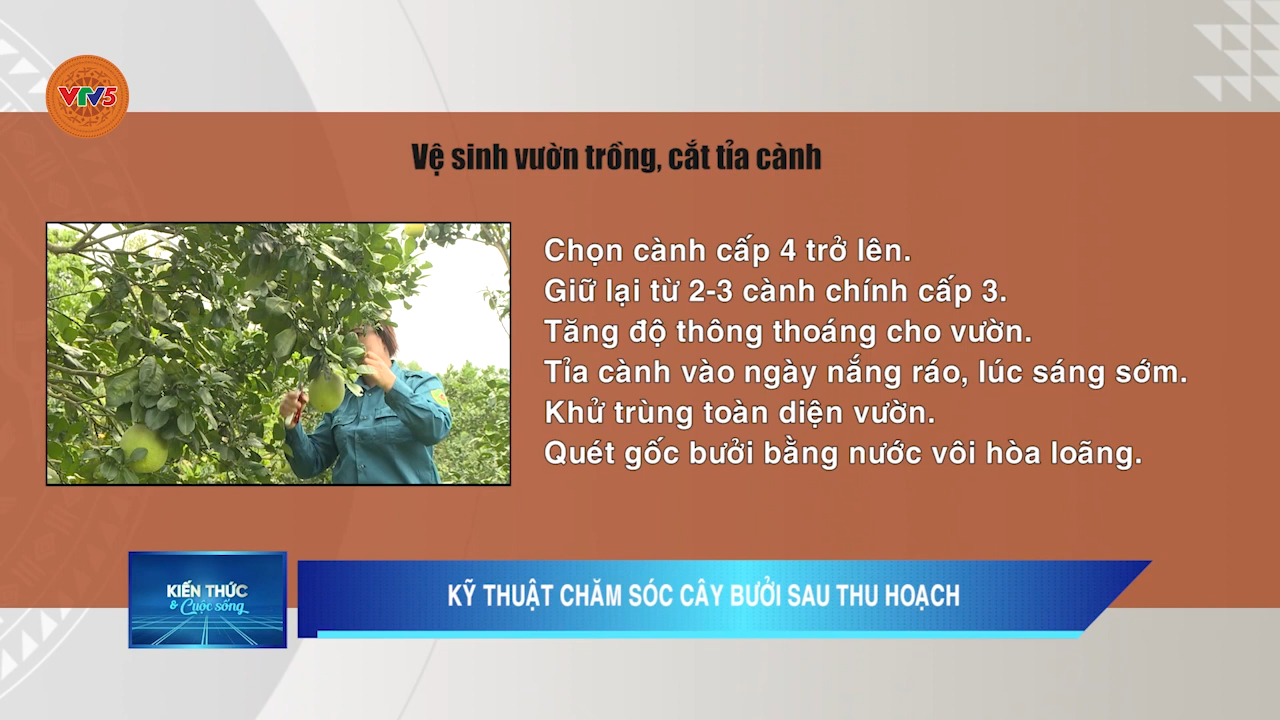 VTV5
Vệ sinh vườn trồng, cắt tỉa cành
Chọn cành cấp 4 trở lên.
Giữ lại từ 2-3 cành chính cấp 3.
Tăng độ thông thoáng cho vườn.
Tỉa cành vào ngày nắng ráo, lúc sáng sớm.
Khử trùng toàn diện vườn.
Quét gốc bưởi bằng nước vôi hòa loãng.
KIẾN THỨC
& Cuộc sống
KỸ THUẬT CHĂM SÓC CÂY BƯỞI SAU THU HOẠCH